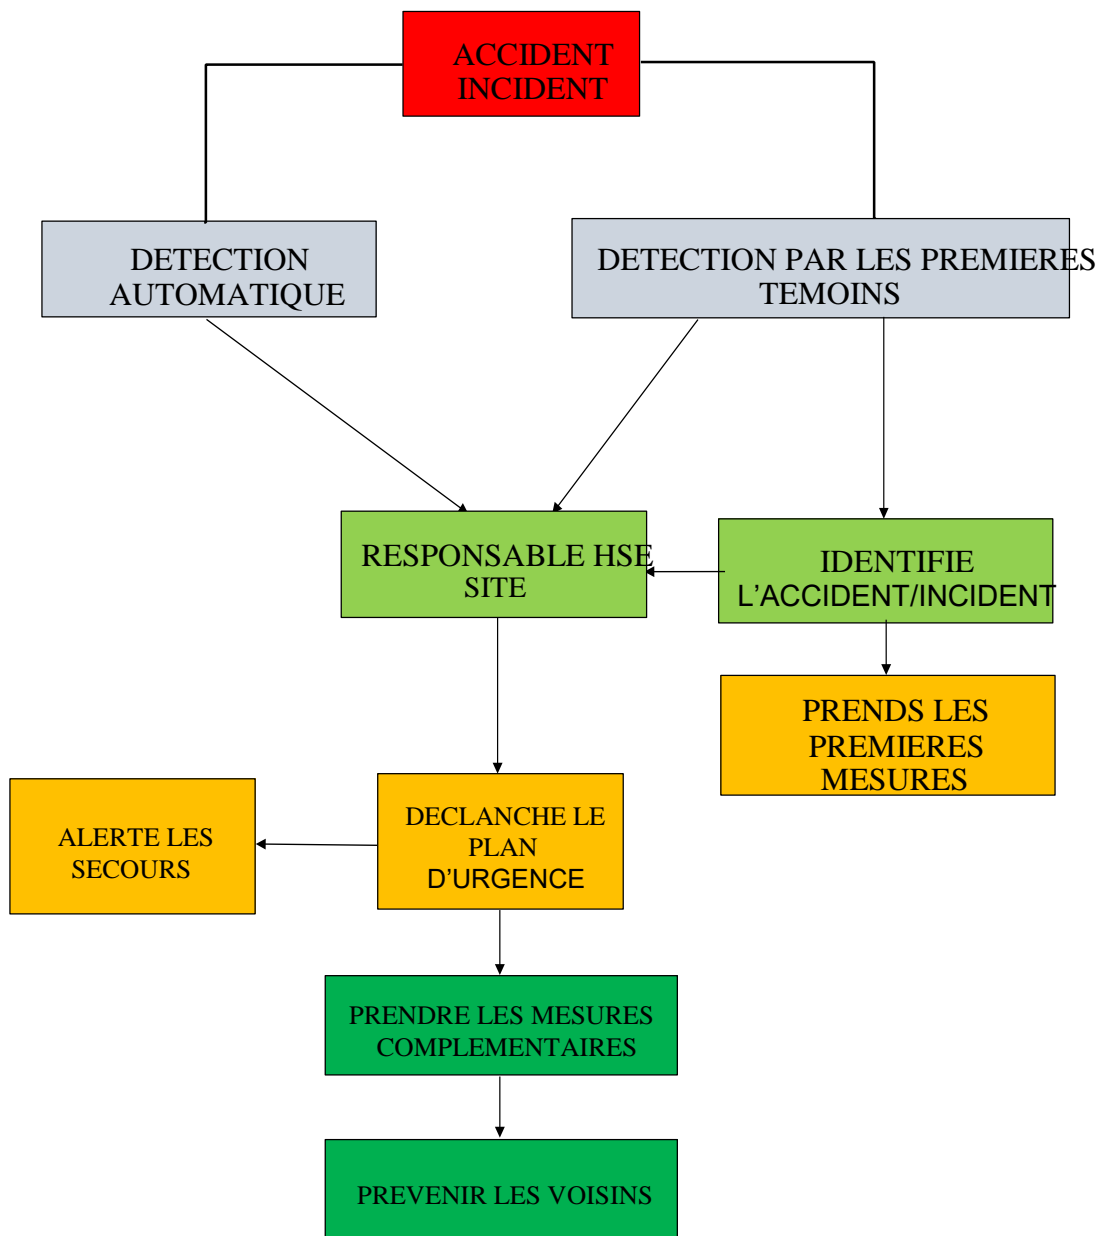 ACCIDENT
INCIDENT
DETECTION
AUTOMATIQUE
DETECTION PAR LES PREMIERES
TEMOINS
RESPONSABLE HSE
SITE
IDENTIFIE
L'ACCIDENT/INCIDENT
PRENDS LES
PREMIERES
MESURES
ALERTE LES
SECOURS
DECLANCHE LE
PLAN
D'URGENCE
PRENDRE LES MESURES
COMPLEMENTAIRES
PREVENIR LES VOISINS